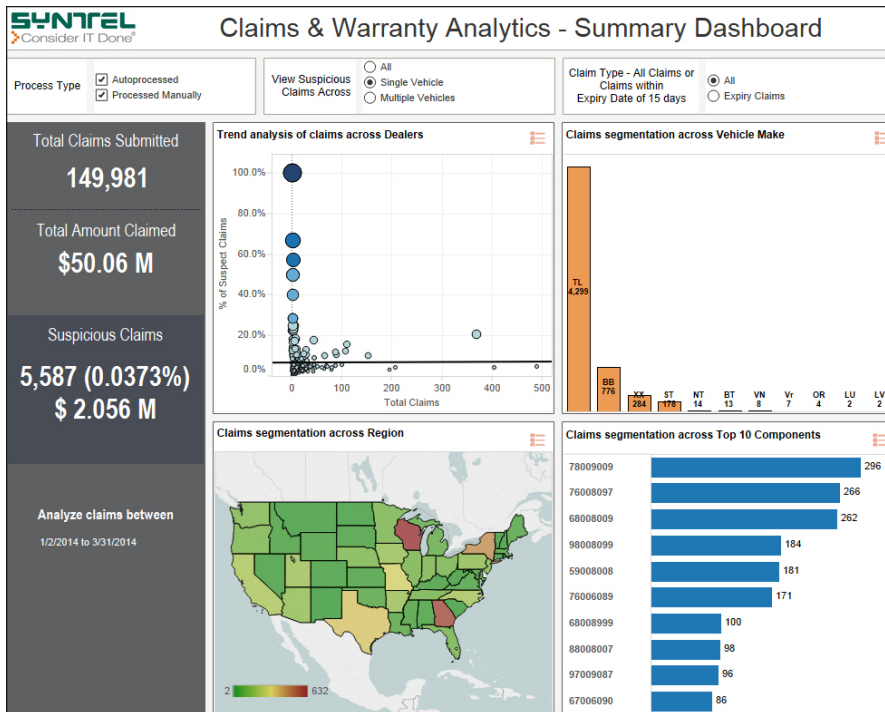 SYNTEL
Consider IT Done®
Claims & Warranty Analytics - Summary Dashboard
Process Type
Autoprocessed
Processed Manually
View Suspicious
Claims Across
All
Single Vehicle
Multiple Vehicles
Claim Type - All Claims or
Claims within
Expiry Date of 15 days
All
Expiry Claims
Total Claims Submitted
149,981
Total Amount Claimed
$50.06 M
Suspicious Claims
5,587 (0.0373%)
$ 2.056 M
Analyze claims between
1/2/2014 to 3/31/2014
Trend analysis of claims across Dealers
% of Suspect Claims
100.0%
80.0%
60.0%
40.0%
20.0%
0.0%
0 100 200 300 400 500
Total Claims
Claims segmentation across Vehicle Make
TL BB XX ST NT BT VN Vr OR LU LV
4,299 776 284 178 14 13 8 7 4 2 2
Claims segmentation across Region
2 632
Claims segmentation across Top 10 Components
78009009 296
76008097 266
68008009 262
98008099 184
59008008 181
76006089 171
68008999 100
88008007 98
97009087 96
67006090 86